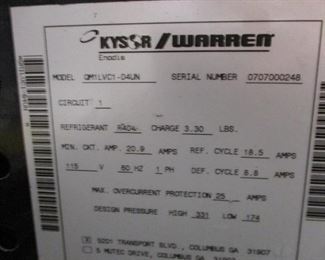 KYSOR/WARREN®
Enodis
MODEL QM1LVC1-04UN SERIAL NUMBER 0707000248
CIRCUIT 1
REFRIGERANT R404 CHARGE 3.30 LBS.
MIN. CKT. AMP. 20.9 AMPS REF. CYCLE 18.5 AMPS
115 V 60 HZ 1 PH DEF. CYCLE 8.8 AMPS
MAX. OVERCURRENT PROTECTION 25 AMPS
DESIGN PRESSURE HIGH 331 LOW 174
X 5201 TRANSPORT BLVD., COLUMBUS GA 31907
5 MUTEC DRIVE, COLUMBUS GA 31907